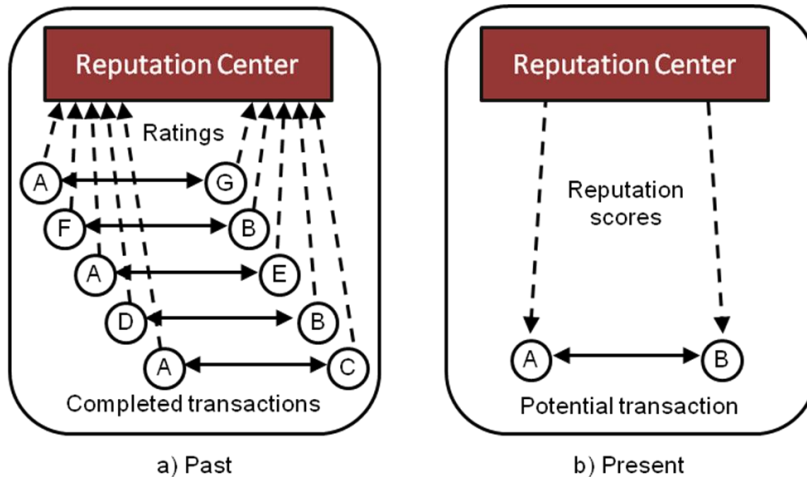 Reputation Center
Ratings
A
G
F
B
A
E
D
B
A
C
Completed transactions
a) Past
Reputation Center
Reputation
scores
A
B
Potential transaction
b) Present